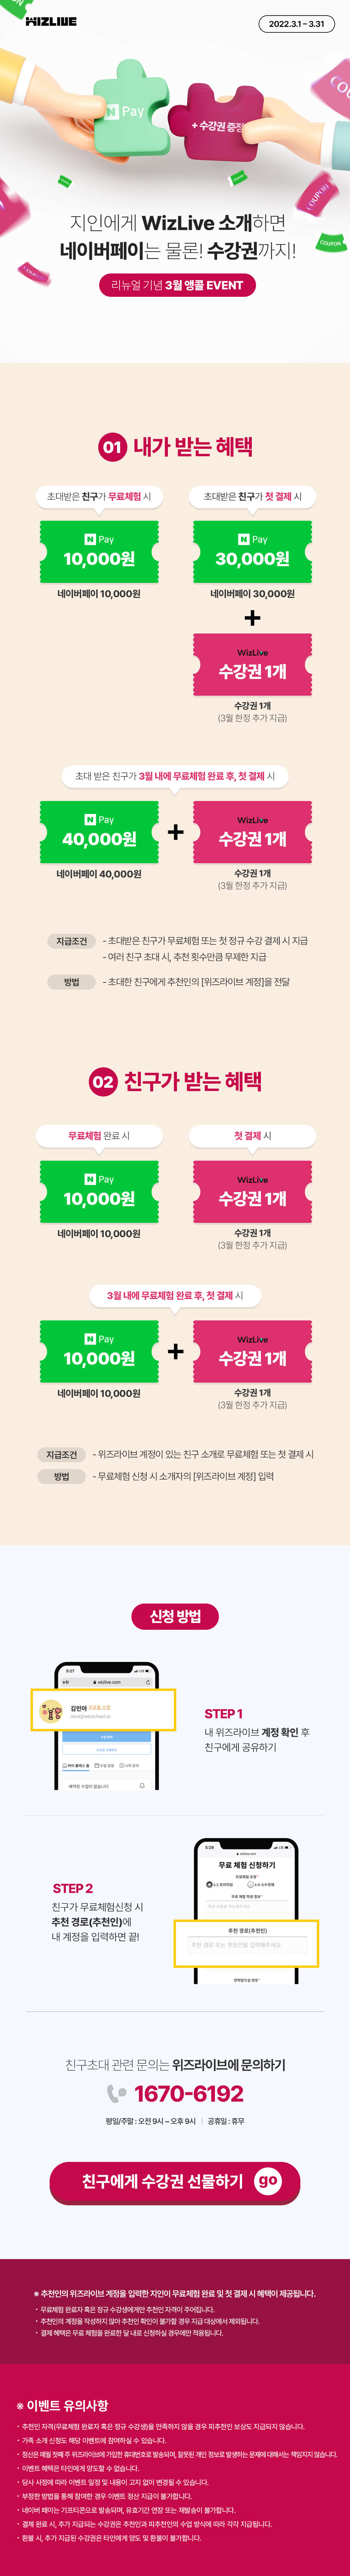 WIZLIVE
2022.3.1 – 3.31
N Pay
+ 수강권 증정
COUPON
COUPON
지인에게 WizLive 소개하면
네이버페이는 물론! 수강권까지!
리뉴얼 기념 3월 앵콜 EVENT
01 내가 받는 혜택
초대받은 친구가 무료체험 시
초대받은 친구가 첫 결제 시
N Pay
10,000원
N Pay
30,000원
네이버페이 10,000원
네이버페이 30,000원
+
WizLive
수강권 1개
수강권 1개
(3월 한정 추가 지급)
초대 받은 친구가 3월 내에 무료체험 완료 후, 첫 결제 시
N Pay
40,000원
+
WizLive
수강권 1개
네이버페이 40,000원
수강권 1개
(3월 한정 추가 지급)
지급조건 - 초대받은 친구가 무료체험 또는 첫 정규 수강 결제 시 지급
- 여러 친구 초대 시, 추천 횟수만큼 무제한 지급
방법 - 초대한 친구에게 추천인의 [위즈라이브 계정]을 전달
02 친구가 받는 혜택
무료체험 완료 시
첫 결제 시
N Pay
10,000원
WizLive
수강권 1개
네이버페이 10,000원
수강권 1개
(3월 한정 추가 지급)
3월 내에 무료체험 완료 후, 첫 결제 시
N Pay
10,000원
+
WizLive
수강권 1개
네이버페이 10,000원
수강권 1개
(3월 한정 추가 지급)
지급조건 - 위즈라이브 계정이 있는 친구 소개로 무료체험 또는 첫 결제 시
방법 - 무료체험 신청 시 소개자의 [위즈라이브 계정] 입력
신청 방법
5:27
LTE
wizlive.com
김만아 프로필 수정
nana@wizschool.io
예약된 수업이 없습니다
STEP 1
내 위즈라이브 계정 확인 후
친구에게 공유하기
5:29
LTE
wizlive.com
무료 체험 신청하기
추천 경로(추천인)
추천 경로 또는 추천인을 입력해주세요.
STEP 2
친구가 무료체험신청 시
추천 경로(추천인)에
내 계정을 입력하면 끝!
친구초대 관련 문의는 위즈라이브에 문의하기
1670-6192
평일/주말 : 오전 9시 ~ 오후 9시 | 공휴일 : 휴무
친구에게 수강권 선물하기 go
※ 추천인의 위즈라이브 계정을 입력한 지인이 무료체험 완료 및 첫 결제 시 혜택이 제공됩니다.
· 무료체험 완료자 혹은 정규 수강생에게만 추천인 자격이 주어집니다.
· 추천인의 계정을 작성하지 않아 추천인 확인이 불가할 경우 지급 대상에서 제외됩니다.
· 결제 혜택은 무료 체험을 완료한 달 내로 신청하실 경우에만 적용됩니다.
※ 이벤트 유의사항
· 추천인 자격(무료체험 완료자 혹은 정규 수강생)을 만족하지 않을 경우 피추천인 보상도 지급되지 않습니다.
· 가족 소개 신청도 해당 이벤트에 참여하실 수 있습니다.
· 정산은 매월 첫째 주 위즈라이브에 가입한 휴대번호로 발송되며, 잘못된 개인 정보로 발생하는 문제에 대해서는 책임지지 않습니다.
· 이벤트 혜택은 타인에게 양도할 수 없습니다.
· 당사 사정에 따라 이벤트 일정 및 내용이 고지 없이 변경될 수 있습니다.
· 부정한 방법을 통해 참여한 경우 이벤트 정산 지급이 불가합니다.
· 네이버 페이는 기프티콘으로 발송되며, 유효기간 연장 또는 재발송이 불가합니다.
· 결제 완료 시, 추가 지급되는 수강권은 추천인과 피추천인의 수업 방식에 따라 각각 지급됩니다.
· 환불 시, 추가 지급된 수강권은 타인에게 양도 및 환불이 불가합니다.